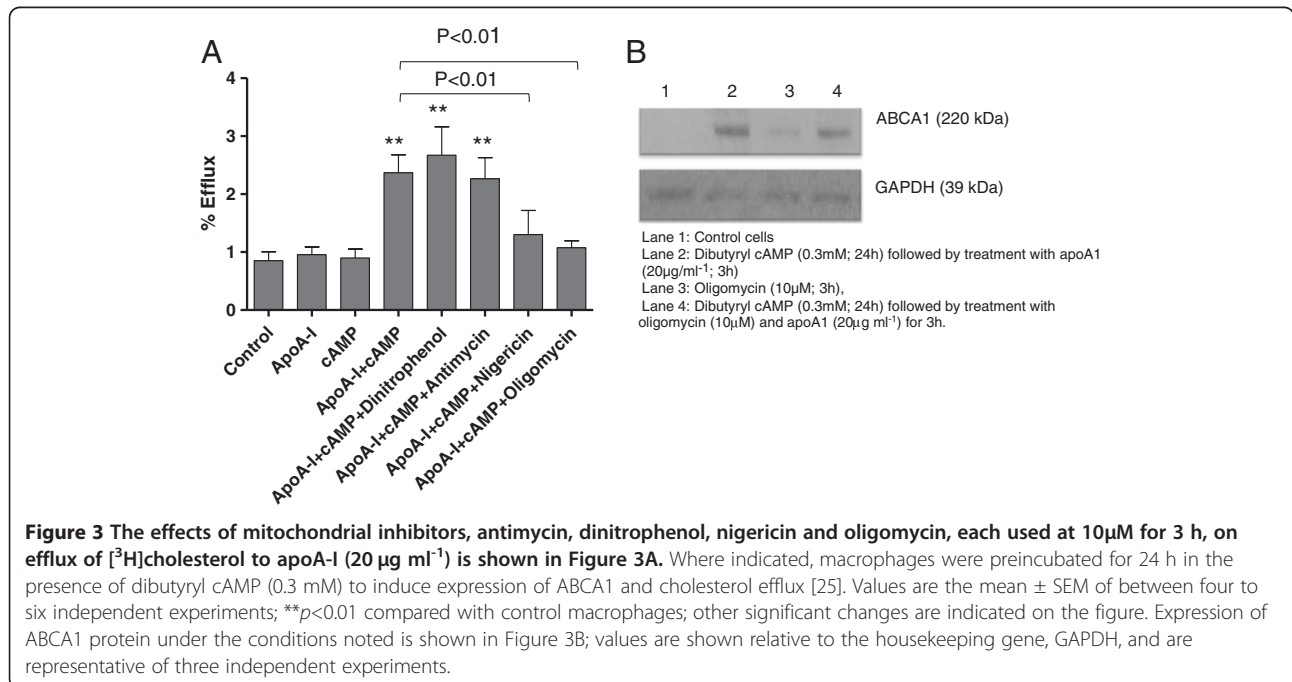 A
P<0.01
P<0.01
% Efflux
4
3
2
1
0
**
**
**
Control
ApoA-I
cAMP
ApoA-I+cAMP
ApoA-I+cAMP+Dinitrophenol
ApoA-I+cAMP+Antimycin
ApoA-I+cAMP+Nigericin
ApoA-I+cAMP+Oligomycin
B
1 2 3 4
ABCA1 (220 kDa)
GAPDH (39 kDa)
Lane 1: Control cells
Lane 2: Dibutyryl cAMP (0.3mM; 24h) followed by treatment with apoA1
(20µg/ml⁻¹; 3h)
Lane 3: Oligomycin (10µM; 3h),
Lane 4: Dibutyryl cAMP (0.3mM; 24h) followed by treatment with
oligomycin (10µM) and apoA1 (20µg ml⁻¹) for 3h.
Figure 3 The effects of mitochondrial inhibitors, antimycin, dinitrophenol, nigericin and oligomycin, each used at 10µM for 3 h, on
efflux of [³H]cholesterol to apoA-I (20 µg ml⁻¹) is shown in Figure 3A. Where indicated, macrophages were preincubated for 24 h in the
presence of dibutyryl cAMP (0.3 mM) to induce expression of ABCA1 and cholesterol efflux [25]. Values are the mean ± SEM of between four to
six independent experiments; **p<0.01 compared with control macrophages; other significant changes are indicated on the figure. Expression of
ABCA1 protein under the conditions noted is shown in Figure 3B; values are shown relative to the housekeeping gene, GAPDH, and are
representative of three independent experiments.